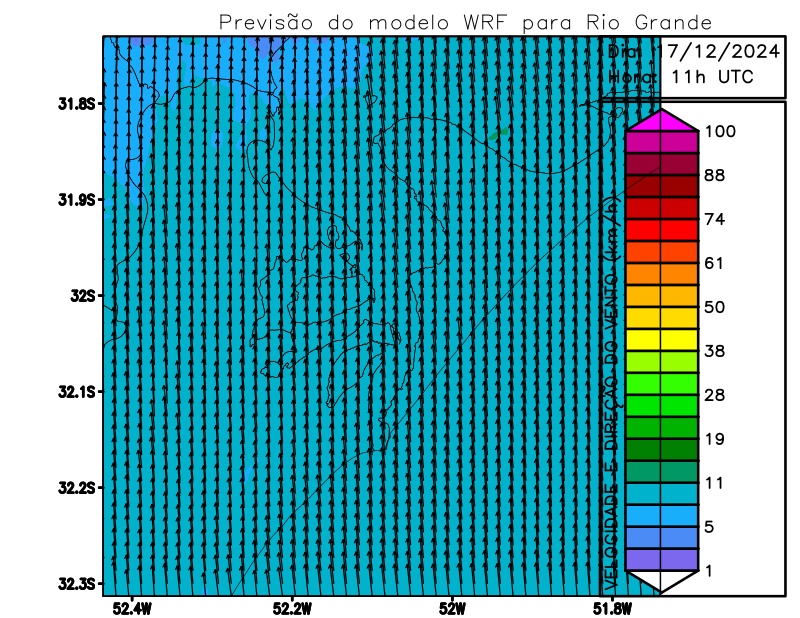 Previsão do modelo WRF para Rio Grande
Dia: 17/12/2024
Hora: 11h UTC
31.8S
31.9S
32S
32.1S
32.2S
32.3S
52.4W
52.2W
52W
51.8W
VELOCIDADE E DIREÇÃO DO VENTO (km/h)
100
88
74
61
50
38
28
19
11
5
1